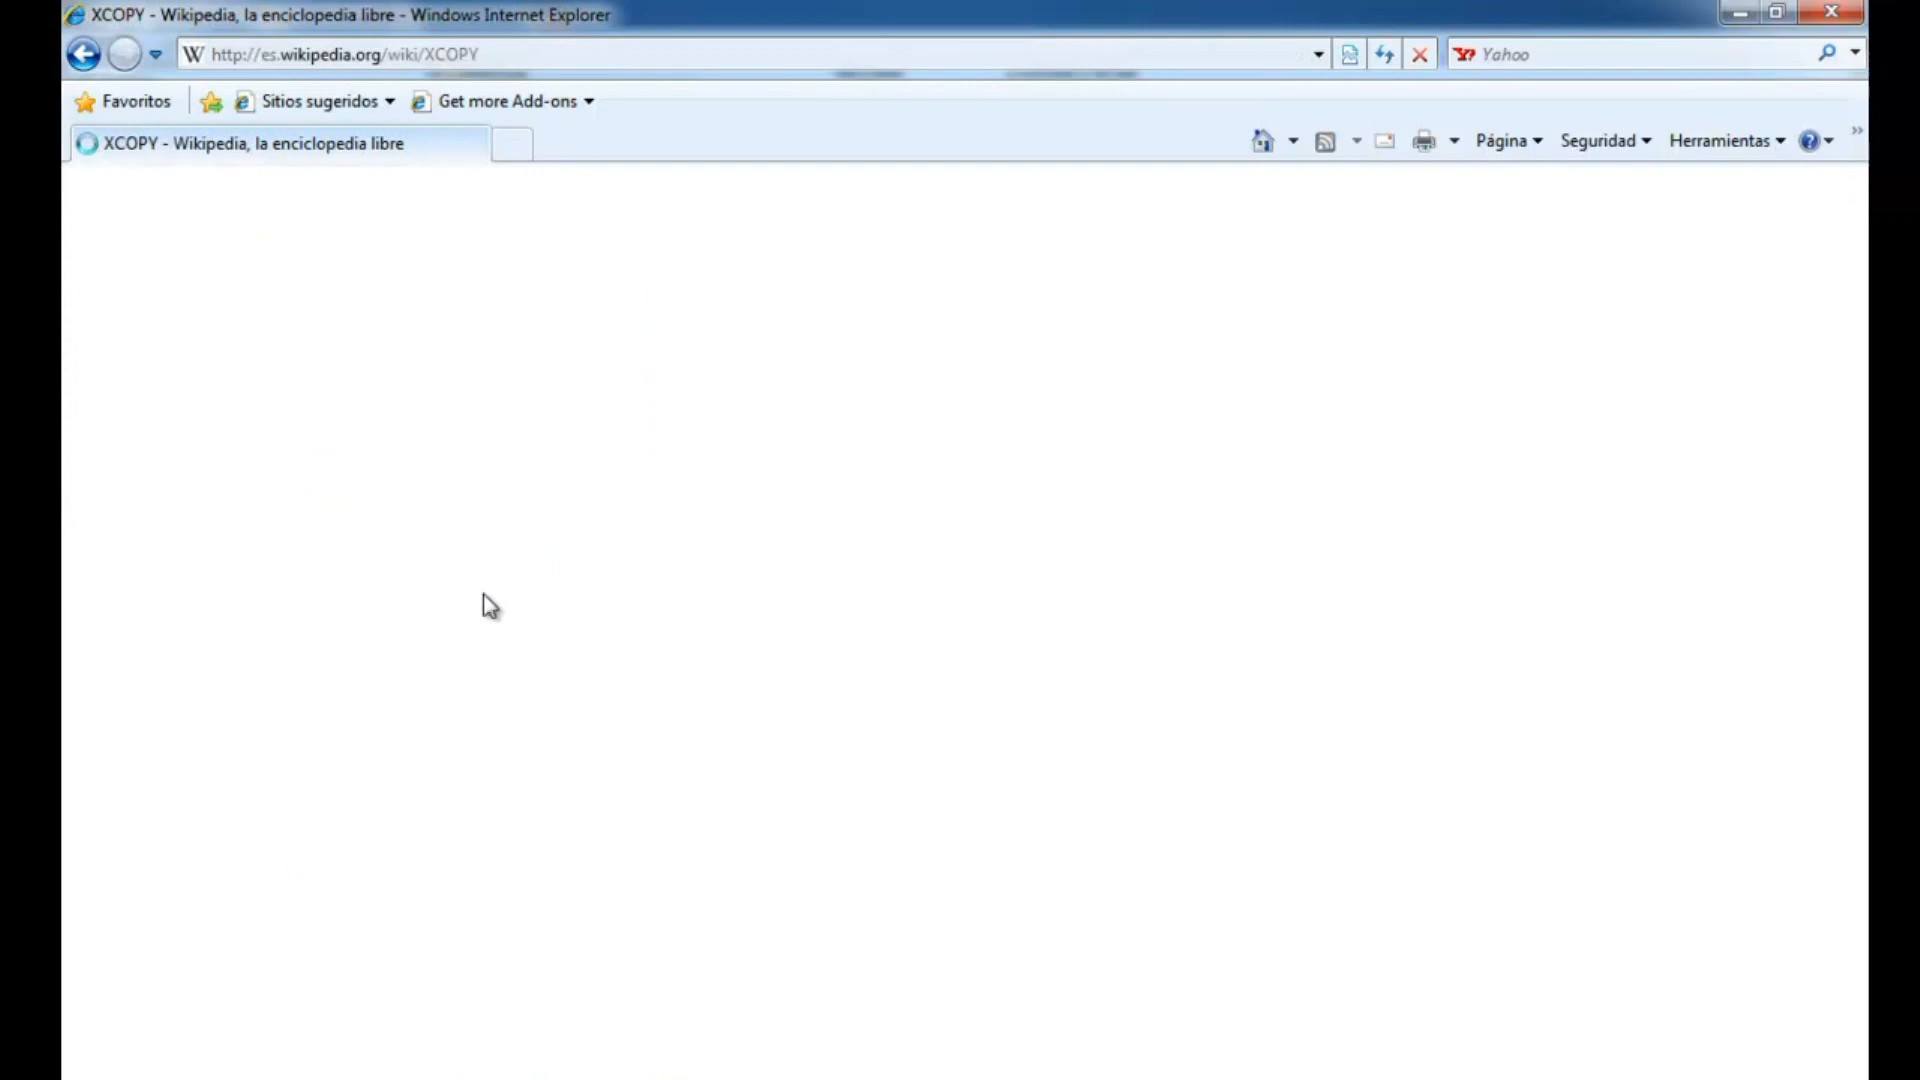 XCOPY - Wikipedia, la enciclopedia libre - Windows Internet Explorer
http://es.wikipedia.org/wiki/XCOPY
Yahoo
Favoritos Sitios sugeridos Get more Add-ons
XCOPY - Wikipedia, la enciclopedia libre
Página Seguridad Herramientas